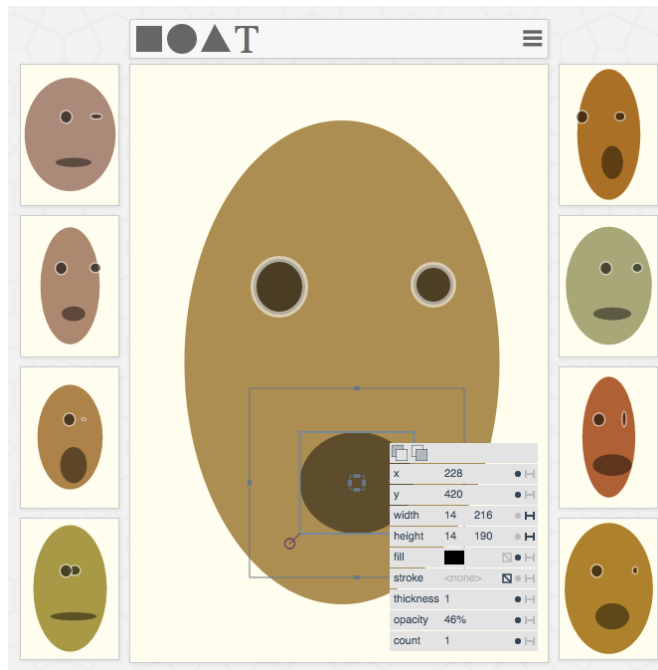 T
x 228
y 420
width 14 216
height 14 190
fill
stroke <none>
thickness 1
opacity 46%
count 1